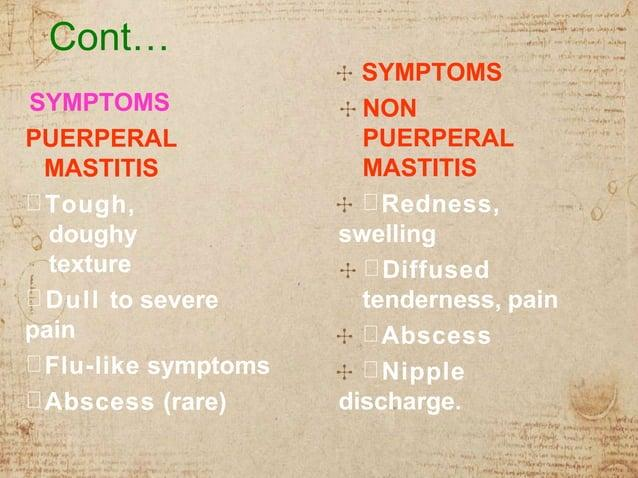 Cont…
SYMPTOMS
PUERPERAL
MASTITIS
Tough,
doughy
texture
Dull to severe
pain
Flu-like symptoms
Abscess (rare)
SYMPTOMS
NON
PUERPERAL
MASTITIS
Redness,
swelling
Diffused
tenderness, pain
Abscess
Nipple
discharge.